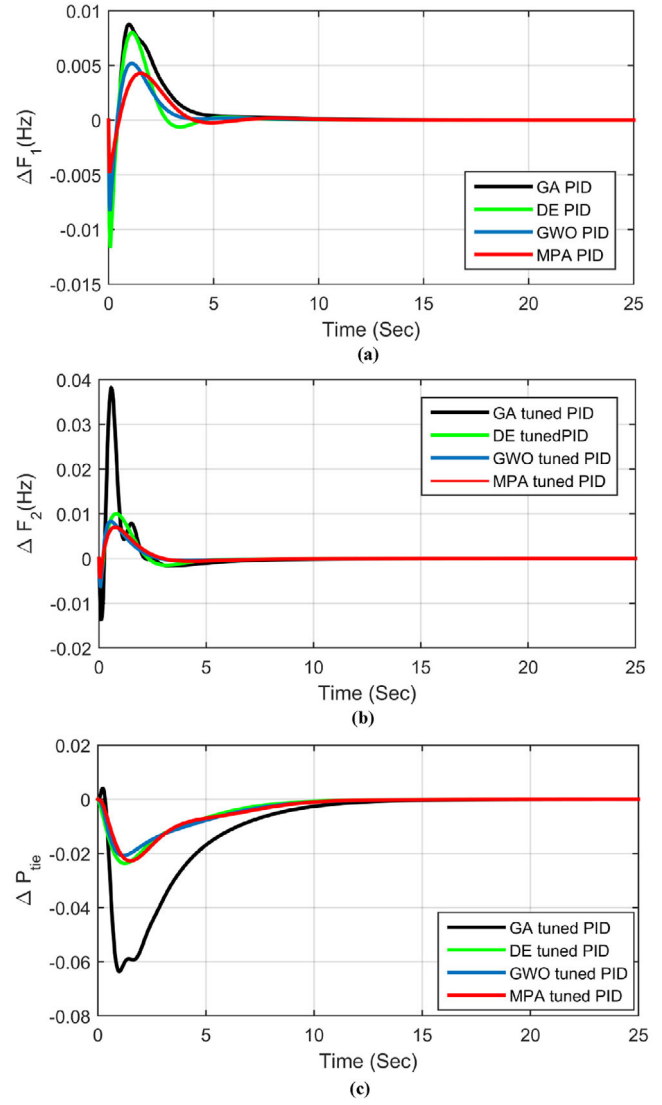 0.01
0.005
0
-0.005
-0.01
-0.015
ΔF1(Hz)
GA PID
DE PID
GWO PID
MPA PID
0 5 10 15 20 25
Time (Sec)
(a)
0.04
0.03
0.02
0.01
0
-0.01
-0.02
Δ F2(Hz)
GA tuned PID
DE tunedPID
GWO tuned PID
MPA tuned PID
0 5 10 15 20 25
Time (Sec)
(b)
0.02
0
-0.02
-0.04
-0.06
-0.08
Δ Ptie
GA tuned PID
DE tuned PID
GWO tuned PID
MPA tuned PID
0 5 10 15 20 25
Time (Sec)
(c)